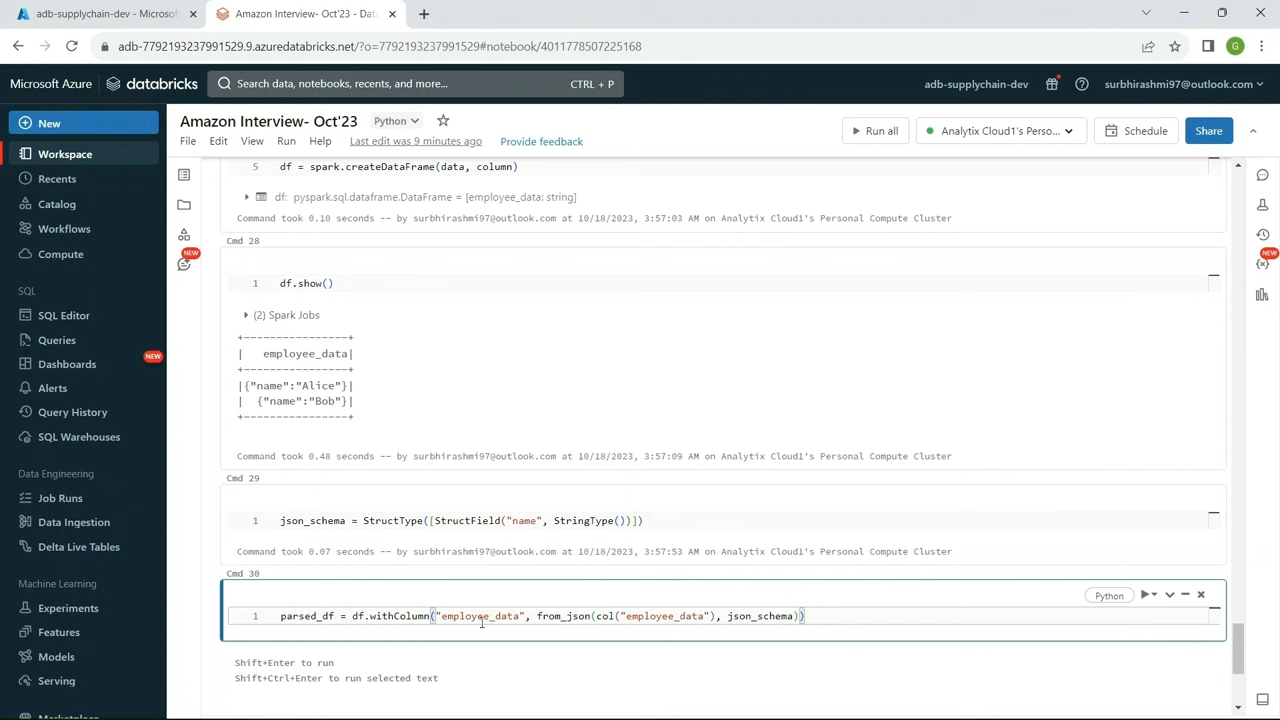 adb-supplychain-dev - Microsof
Amazon Interview- Oct'23 - Dat
adb-7792193237991529.9.azuredatabricks.net/?o=7792193237991529#notebook/4011778507225168
G
Microsoft Azure
databricks
Search data, notebooks, recents, and more...
CTRL + P
adb-supplychain-dev
surbhirashmi97@outlook.com
New
Workspace
Recents
Catalog
Workflows
Compute
SQL
SQL Editor
Queries
Dashboards
NEW
Alerts
Query History
SQL Warehouses
Data Engineering
Job Runs
Data Ingestion
Delta Live Tables
Machine Learning
Experiments
Features
Models
Serving
Amazon Interview- Oct'23
Python
File Edit View Run Help Last edit was 9 minutes ago Provide feedback
Run all
Analytix Cloud1's Perso...
Schedule
Share
NEW
NEW
5 df = spark.createDataFrame(data, column)
df: pyspark.sql.dataframe.DataFrame = [employee_data: string]
Command took 0.10 seconds -- by surbhirashmi97@outlook.com at 10/18/2023, 3:57:03 AM on Analytix Cloud1's Personal Compute Cluster
Cmd 28
1 df.show()
(2) Spark Jobs
+----------------+
|   employee_data|
+----------------+
|{"name":"Alice"}|
|  {"name":"Bob"}|
+----------------+
Command took 0.48 seconds -- by surbhirashmi97@outlook.com at 10/18/2023, 3:57:09 AM on Analytix Cloud1's Personal Compute Cluster
Cmd 29
1 json_schema = StructType([StructField("name", StringType())])
Command took 0.07 seconds -- by surbhirashmi97@outlook.com at 10/18/2023, 3:57:53 AM on Analytix Cloud1's Personal Compute Cluster
Cmd 30
Python
1 parsed_df = df.withColumn("employee_data", from_json(col("employee_data"), json_schema))
Shift+Enter to run
Shift+Ctrl+Enter to run selected text